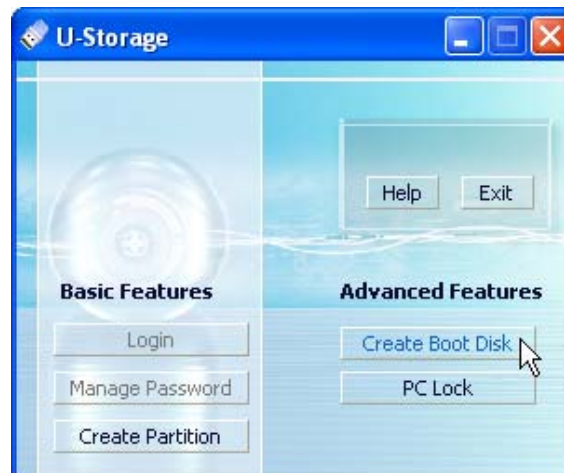 U-Storage
Help Exit
Basic Features
Advanced Features
Login
Create Boot Disk
Manage Password
PC Lock
Create Partition